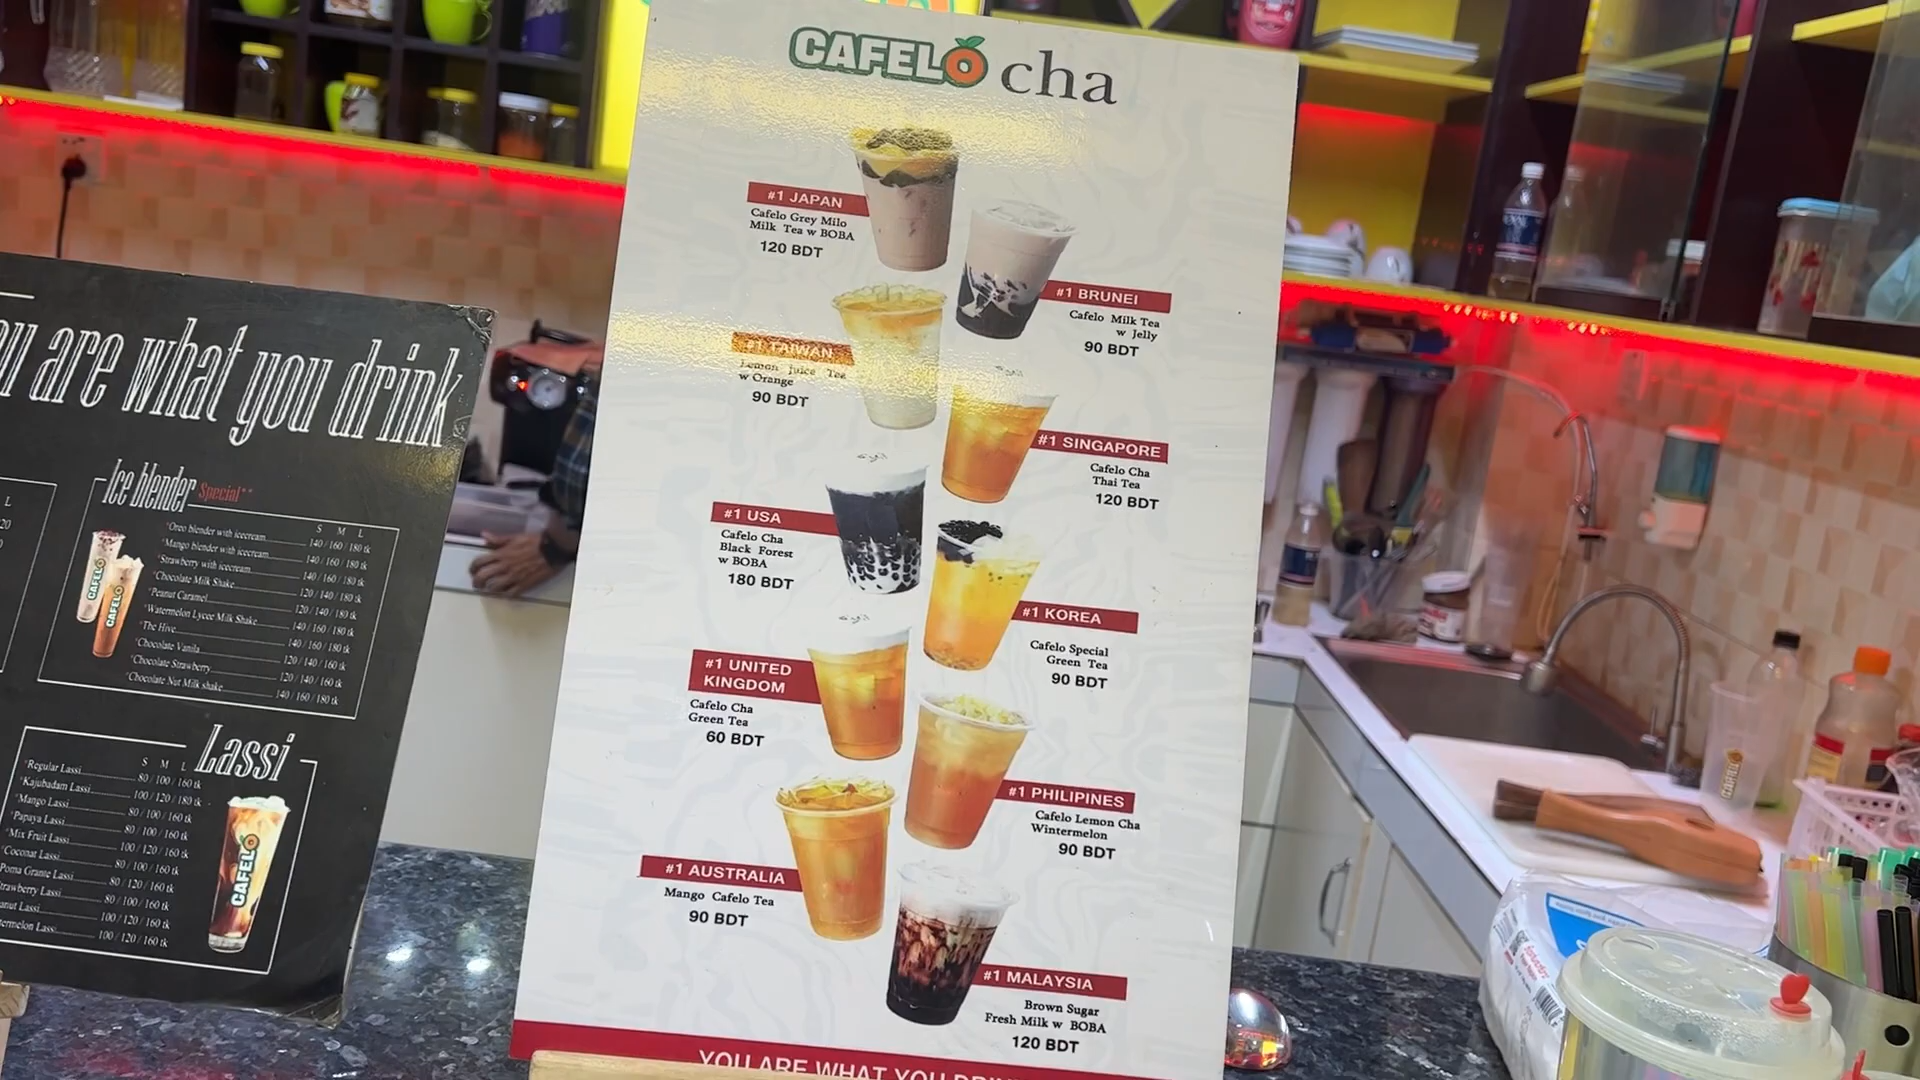 CAFELO cha
#1 JAPAN
Cafelo Grey Milo
Milk Tea w BOBA
120 BDT
#1 BRUNEI
Cafelo Milk Tea
w Jelly
90 BDT
#1 TAIWAN
Lemon Juice Tea
w Orange
90 BDT
#1 SINGAPORE
Cafelo Cha
Thai Tea
120 BDT
#1 USA
Cafelo Cha
Black Forest
w BOBA
180 BDT
#1 KOREA
Cafelo Special
Green Tea
90 BDT
#1 UNITED
KINGDOM
Cafelo Cha
Green Tea
60 BDT
#1 PHILIPINES
Cafelo Lemon Cha
Wintermelon
90 BDT
#1 AUSTRALIA
Mango Cafelo Tea
90 BDT
#1 MALAYSIA
Brown Sugar
Fresh Milk w BOBA
120 BDT
YOU ARE WHAT YOU
are what you drink
Ice blender Special**
S M L
*Oreo blender with icecream 140 / 160 / 180 tk
*Mango blender with icecream 140 / 160 / 180 tk
*Strawberry with icecream 140 / 160 / 180 tk
*Chocolate Milk Shake 120 / 140 / 180 tk
*Peanut Caramel 120 / 140 / 180 tk
*Watermelon Lycee Milk Shake 140 / 160 / 180 tk
*The Hive 140 / 160 / 180 tk
*Chocolate Vanila 120 / 140 / 160 tk
*Chocolate Strawberry 120 / 140 / 160 tk
*Chocolate Nut Milk shake 140 / 160 / 180 tk
CAFELO
CAFELO
Lassi
S M L
*Regular Lassi 80 / 100 / 160 tk
*Kajubadam Lassi 100 / 120 / 180 tk
*Mango Lassi 80 / 100 / 160 tk
*Papaya Lassi 80 / 100 / 160 tk
*Mix Fruit Lassi 100 / 120 / 160 tk
*Coconat Lassi 80 / 100 / 160 tk
Poma Grante Lassi 80 / 120 / 160 tk
Lassi 80 / 100 / 160 tk
Lassi 100 / 120 / 160 tk
Lassi 100 / 120 / 160 tk
CAFELO
L
CAFELO